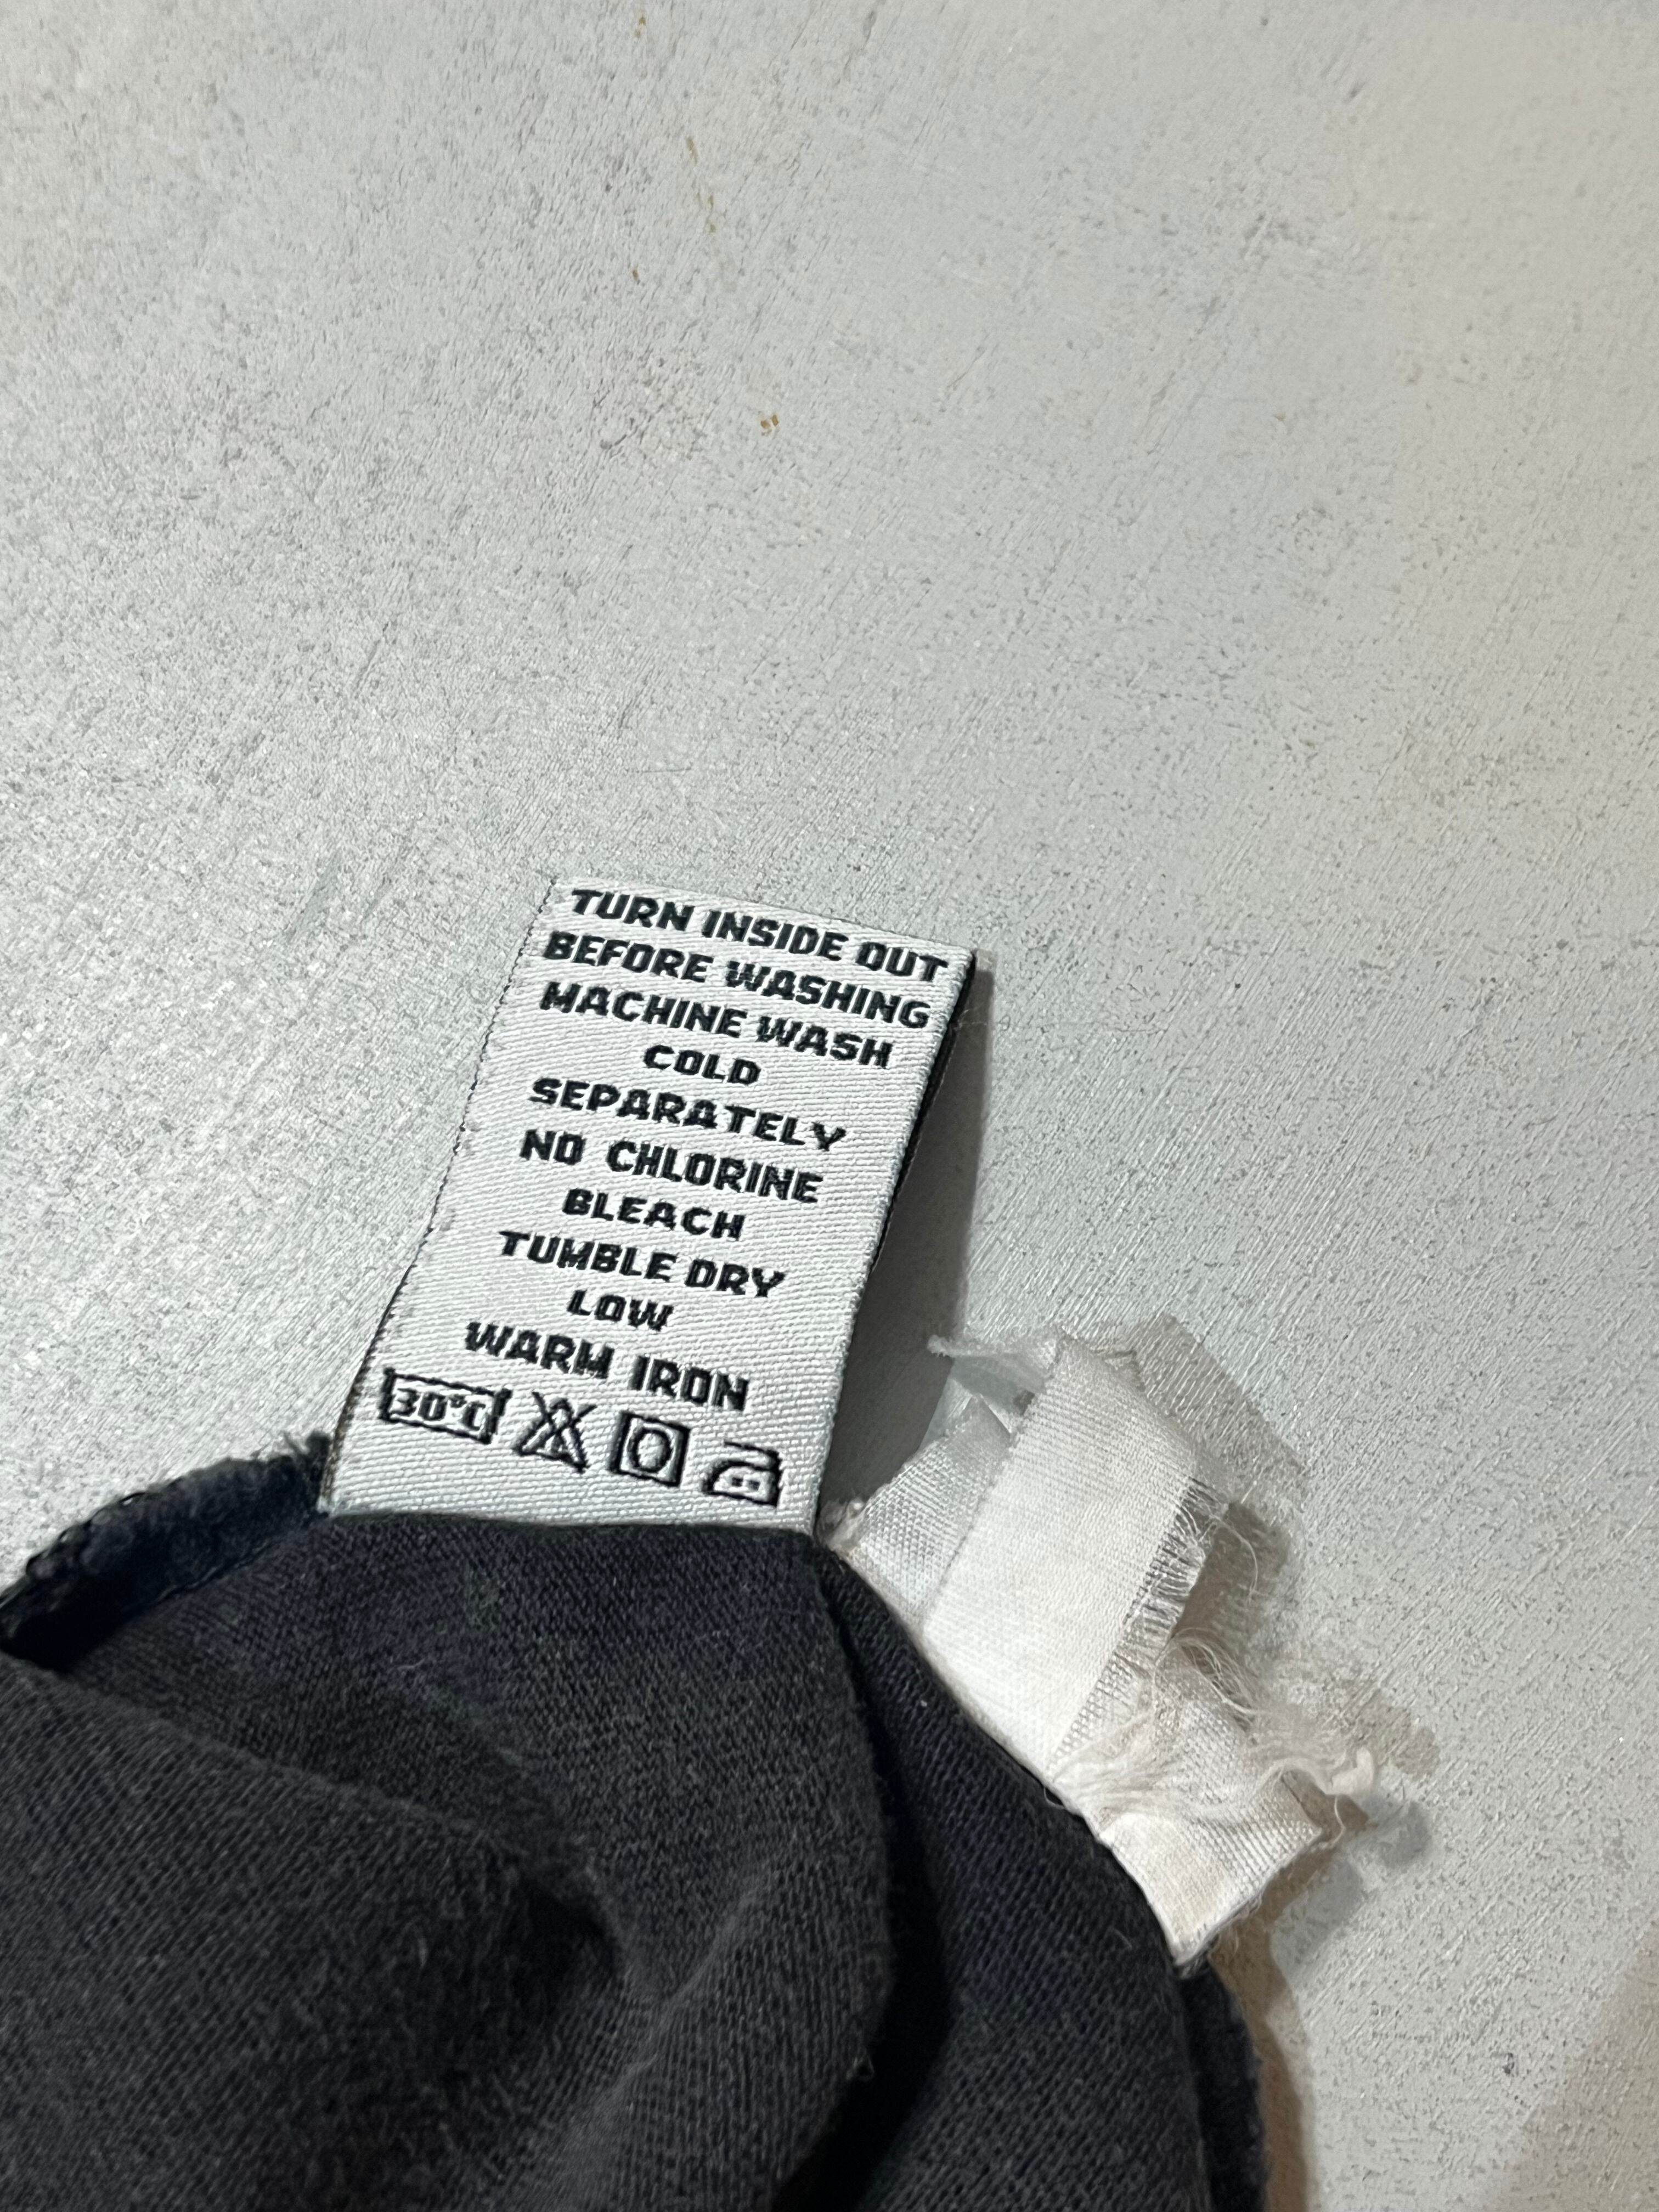 TURN INSIDE OUT
BEFORE WASHING
MACHINE WASH
COLD
SEPARATELY
NO CHLORINE
BLEACH
TUMBLE DRY
LOW
WARM IRON
30°C